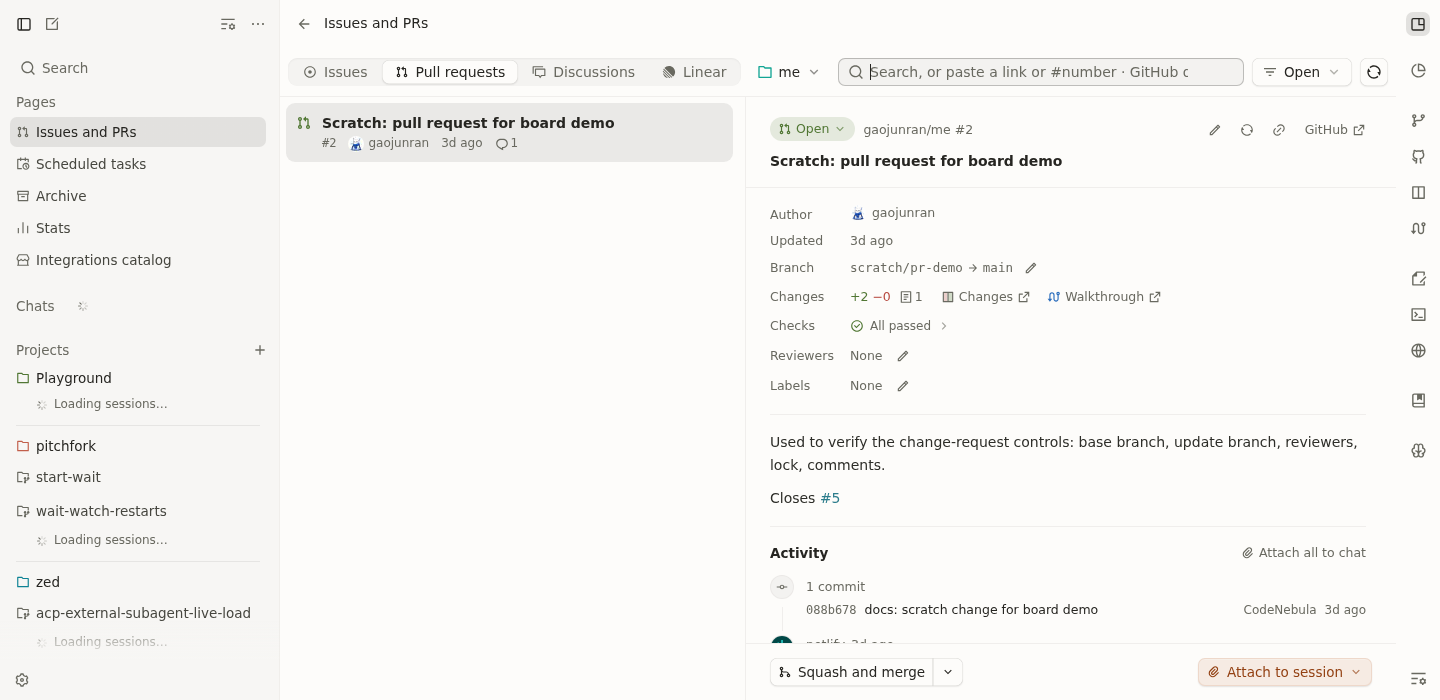 Issues and PRs
Search
Pages
Issues and PRs
Scheduled tasks
Archive
Stats
Integrations catalog
Chats
Projects
Playground
Loading sessions...
pitchfork
start-wait
wait-watch-restarts
Loading sessions...
zed
acp-external-subagent-live-load
Loading sessions...
Issues
Pull requests
Discussions
Linear
me
Search, or paste a link or #number · GitHub
Open
Scratch: pull request for board demo
#2 gaojunran 3d ago 1
Open gaojunran/me #2 GitHub
Scratch: pull request for board demo
Author gaojunran
Updated 3d ago
Branch scratch/pr-demo → main
Changes +2 −0 1 Changes Walkthrough
Checks All passed
Reviewers None
Labels None
Used to verify the change-request controls: base branch, update branch, reviewers,
lock, comments.
Closes #5
Activity Attach all to chat
1 commit
088b678 docs: scratch change for board demo CodeNebula 3d ago
netlify 3d ago
Squash and merge Attach to session